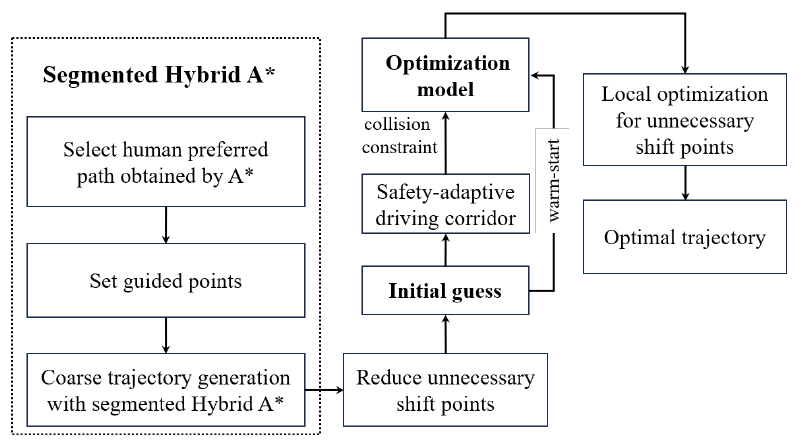 Segmented Hybrid A*
Select human preferred
path obtained by A*
Set guided points
Coarse trajectory generation
with segmented Hybrid A*
Reduce unnecessary
shift points
Initial guess
Safety-adaptive
driving corridor
collision
constraint
warm-start
Optimization
model
Local optimization
for unnecessary
shift points
Optimal trajectory